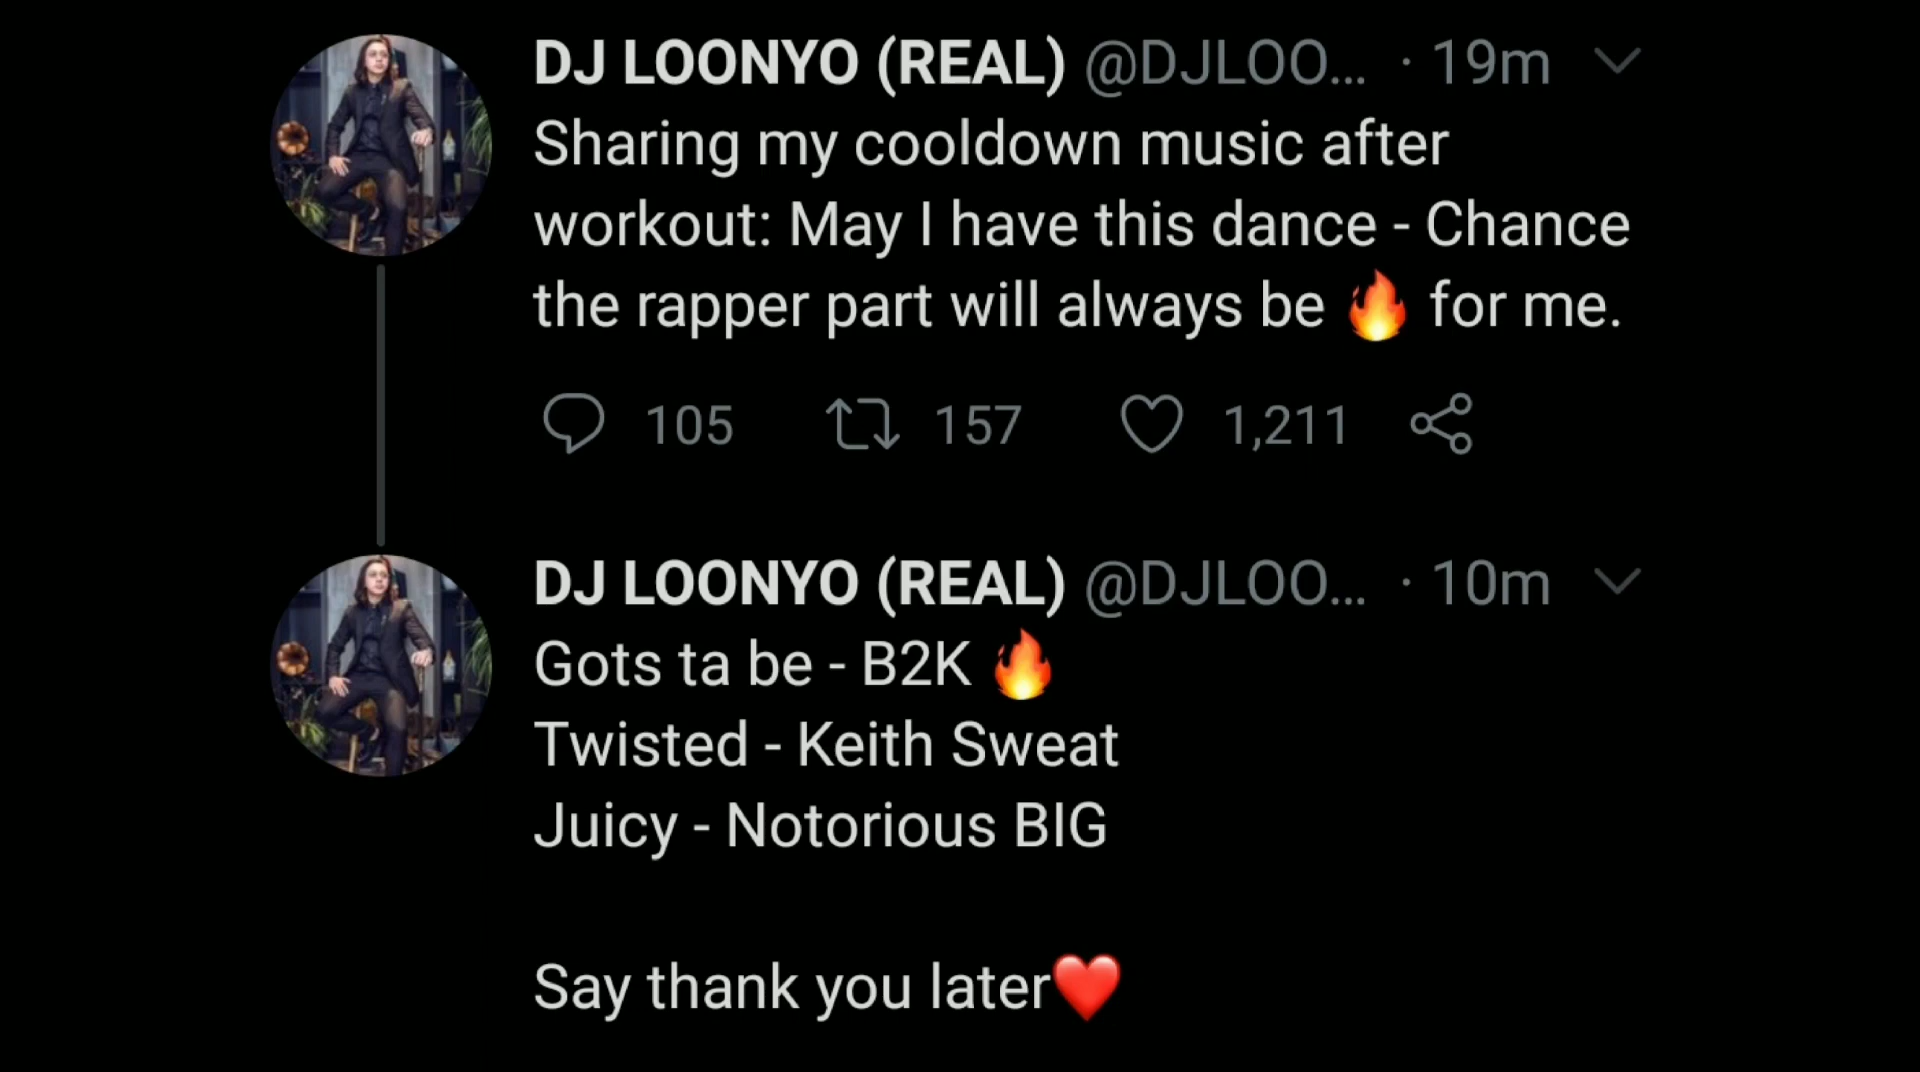 DJ LOONYO (REAL) @DJLOO... · 19m
Sharing my cooldown music after
workout: May I have this dance - Chance
the rapper part will always be 🔥 for me.
105 157 1,211
DJ LOONYO (REAL) @DJLOO... · 10m
Gots ta be - B2K 🔥
Twisted - Keith Sweat
Juicy - Notorious BIG
Say thank you later❤️